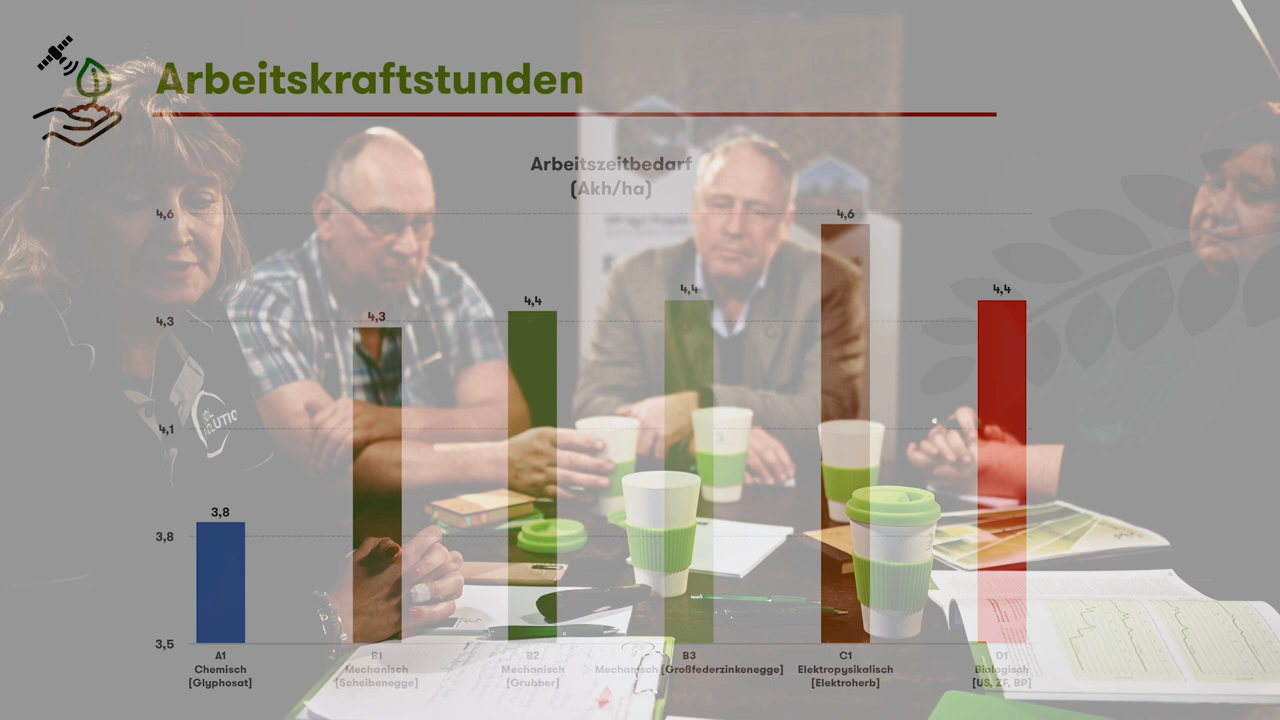 Arbeitskraftstunden
Arbeitszeitbedarf
(Akh/ha)
4,6
4,3
4,1
3,8
3,5
3,8
4,3
4,4
4,4
4,6
4,4
A1
Chemisch
[Glyphosat]
B1
Mechanisch
[Scheibenegge]
B2
Mechanisch
[Grubber]
B3
Mechanisch [Großfederzinkenegge]
C1
Elektropysikalisch
[Elektroherb]
D1
Biologisch
[US, ZF, BP]